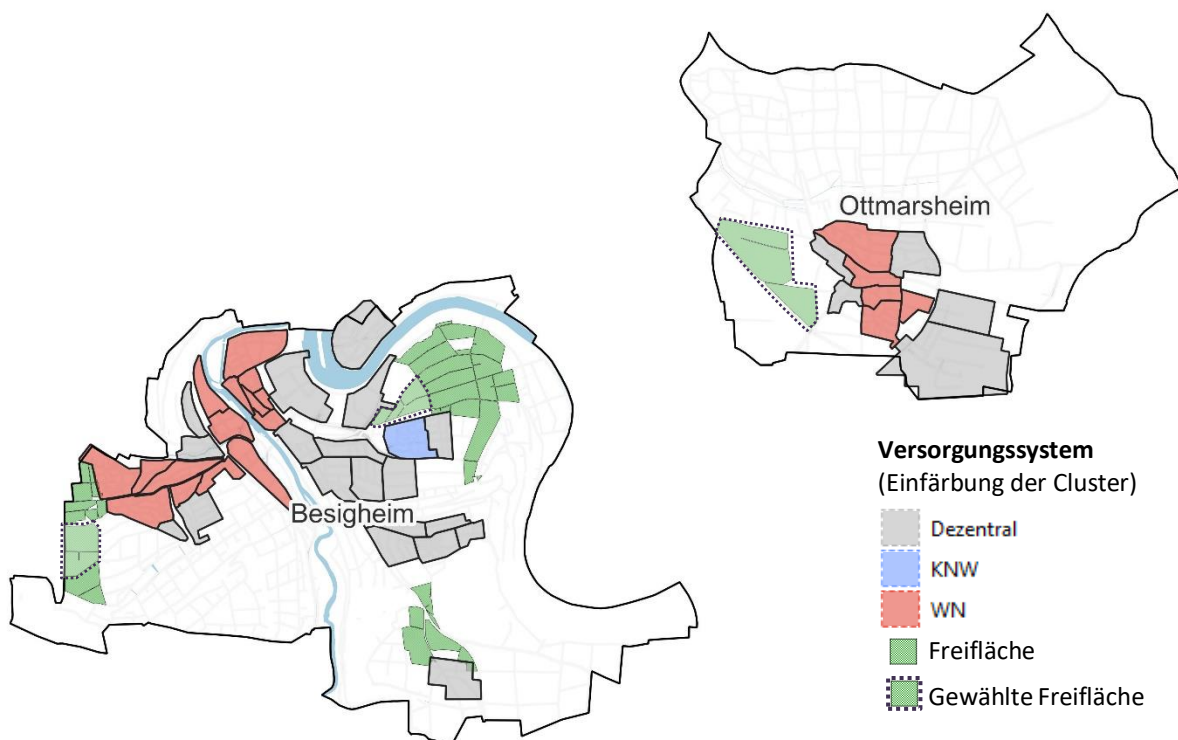 Ottmarsheim
Besigheim
Versorgungssystem
(Einfärbung der Cluster)
Dezentral
KNW
WN
Freifläche
Gewählte Freifläche